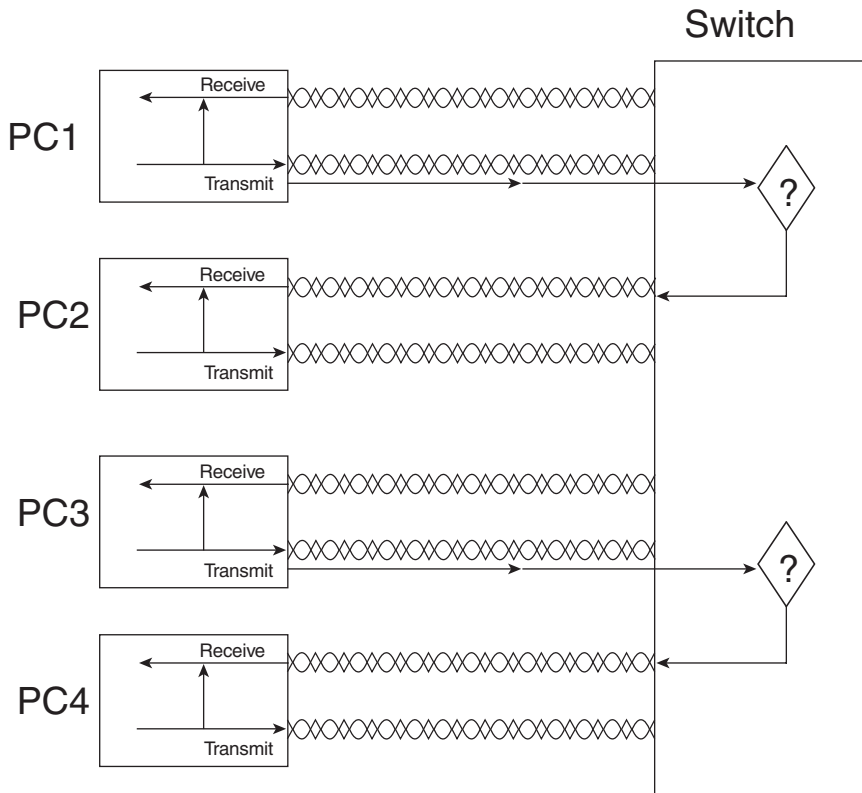 Switch
PC1
Receive
Transmit
?
PC2
Receive
Transmit
PC3
Receive
Transmit
?
PC4
Receive
Transmit